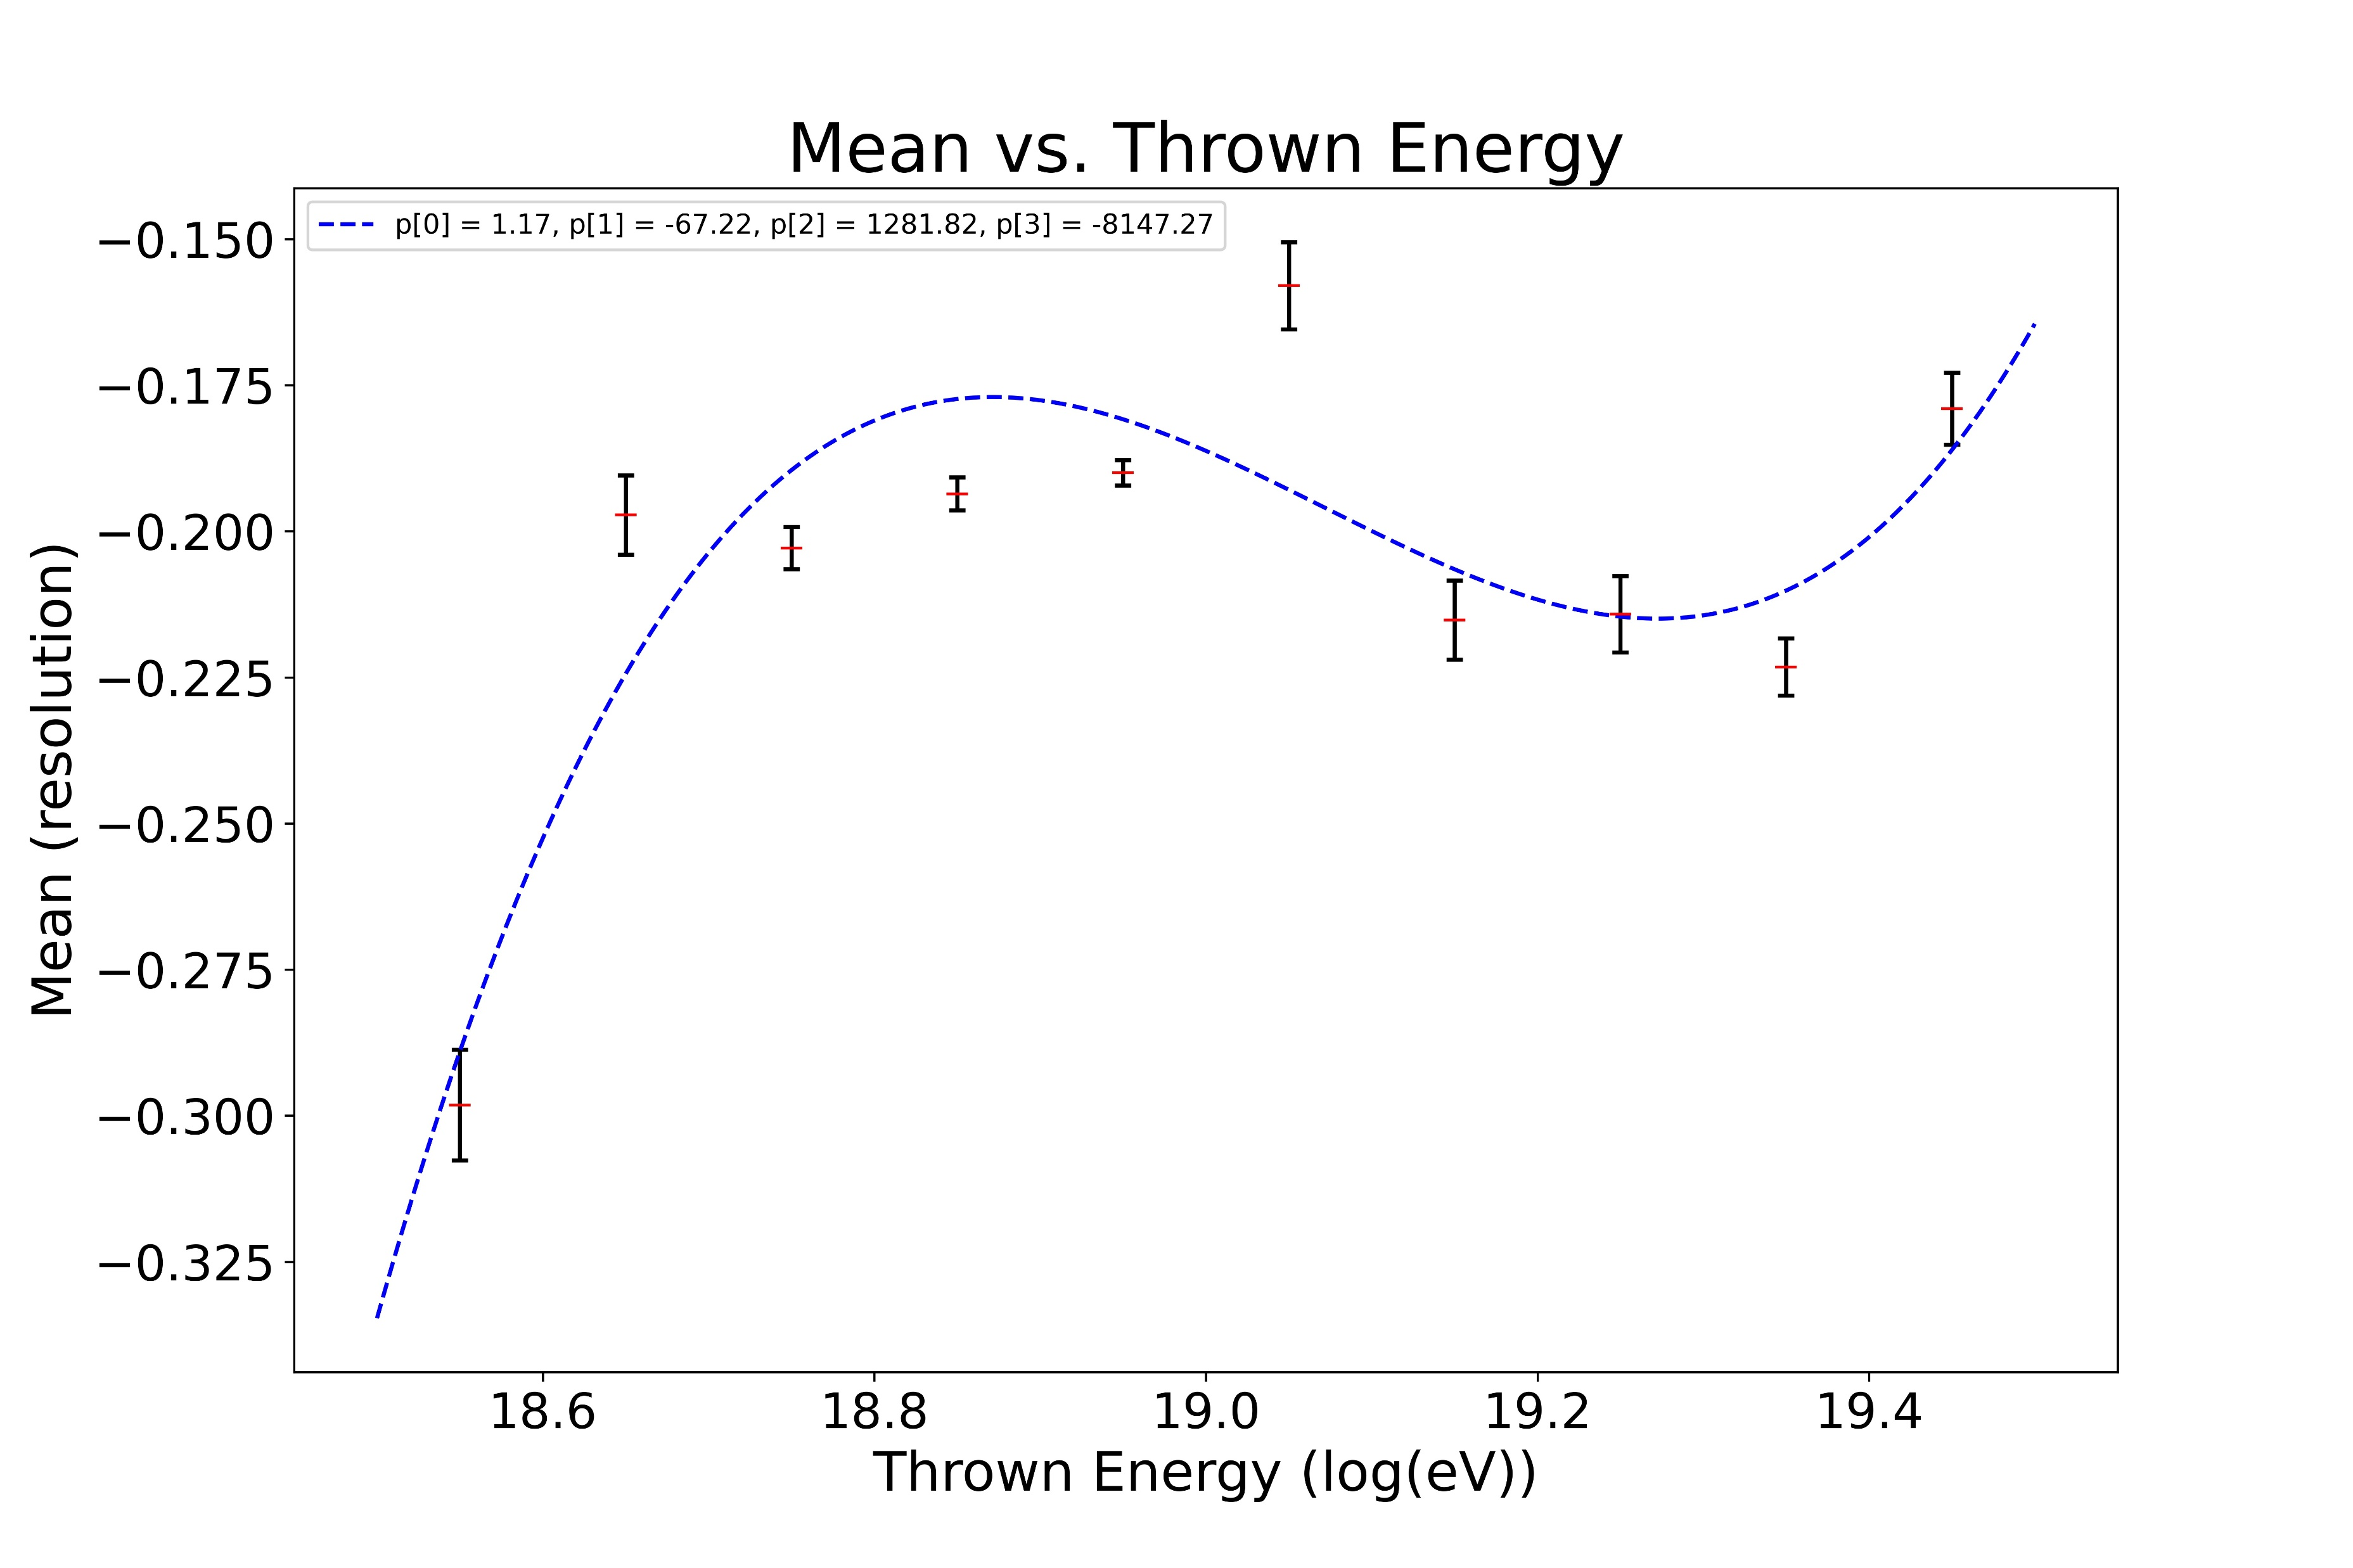 Mean vs. Thrown Energy
p[0] = 1.17, p[1] = -67.22, p[2] = 1281.82, p[3] = -8147.27
−0.150
−0.175
−0.200
−0.225
−0.250
−0.275
−0.300
−0.325
Mean (resolution)
18.6 18.8 19.0 19.2 19.4
Thrown Energy (log(eV))